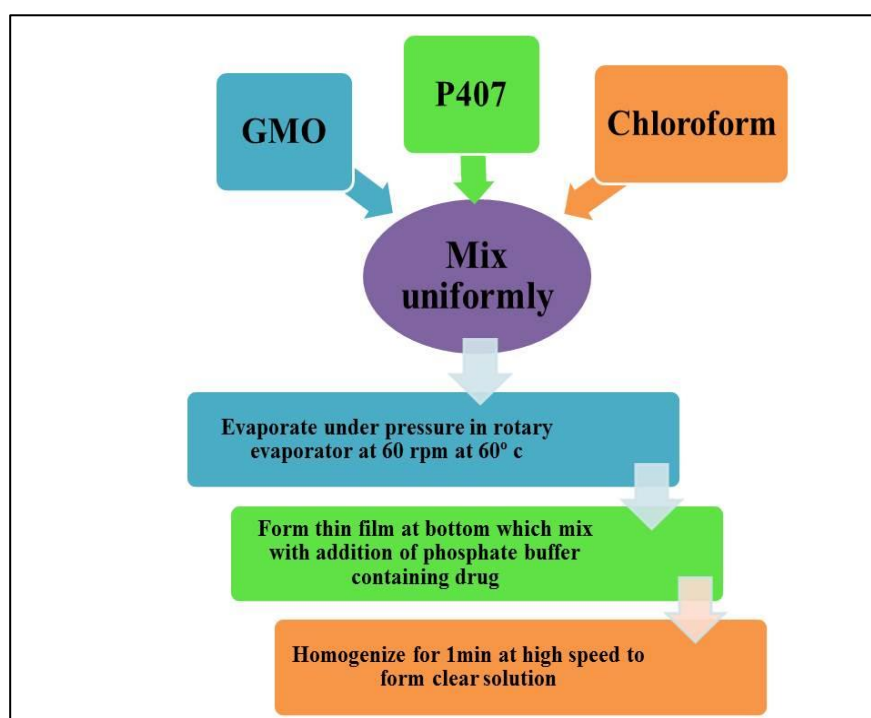 GMO
P407
Chloroform
Mix
uniformly
Evaporate under pressure in rotary
evaporator at 60 rpm at 60º c
Form thin film at bottom which mix
with addition of phosphate buffer
containing drug
Homogenize for 1min at high speed to
form clear solution